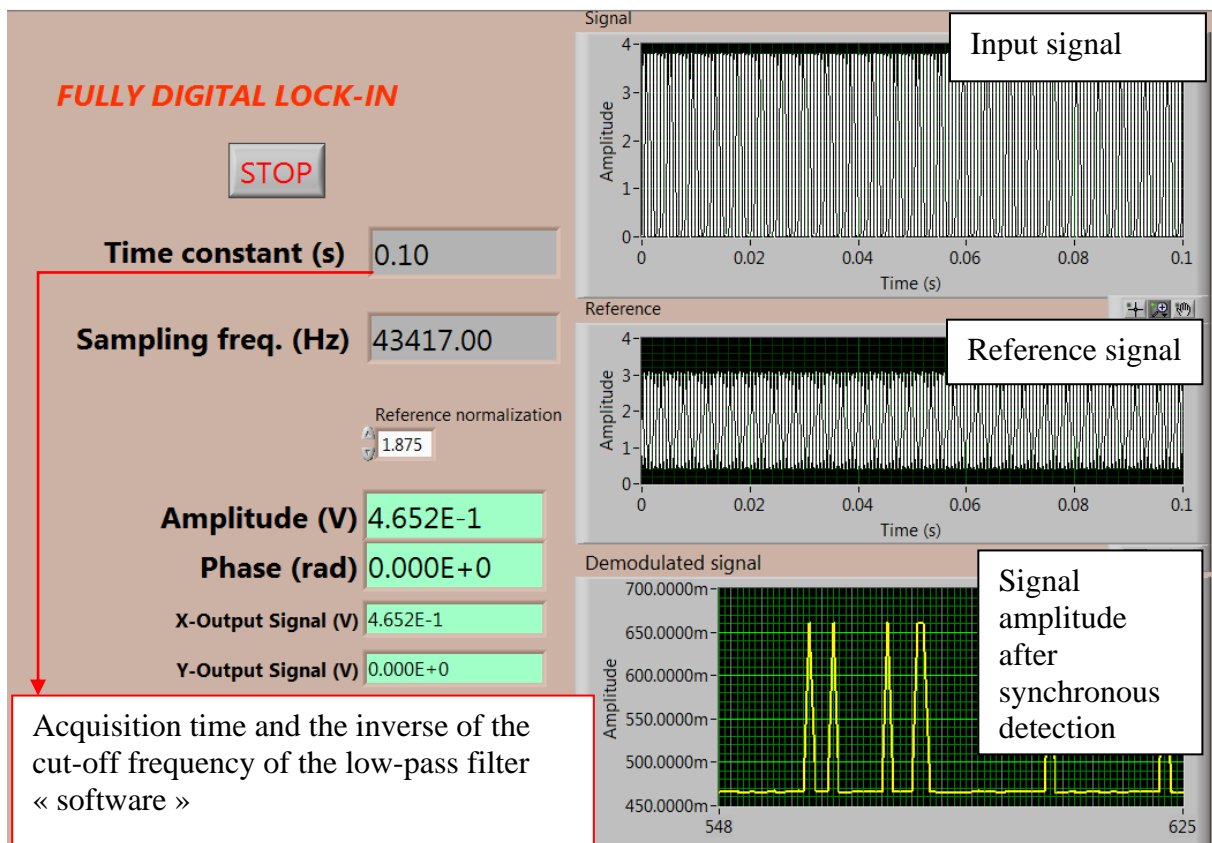 FULLY DIGITAL LOCK-IN
STOP
Time constant (s) 0.10
Sampling freq. (Hz) 43417.00
Reference normalization
1.875
Amplitude (V) 4.652E-1
Phase (rad) 0.000E+0
X-Output Signal (V) 4.652E-1
Y-Output Signal (V) 0.000E+0
Acquisition time and the inverse of the
cut-off frequency of the low-pass filter
« software »
Signal
Input signal
Amplitude
4
3
2
1
0
0 0.02 0.04 0.06 0.08 0.1
Time (s)
Reference
Reference signal
Amplitude
4
3
2
1
0
0 0.02 0.04 0.06 0.08 0.1
Time (s)
Demodulated signal
Signal
amplitude
after
synchronous
detection
Amplitude
700.0000m
650.0000m
600.0000m
550.0000m
500.0000m
450.0000m
548 625